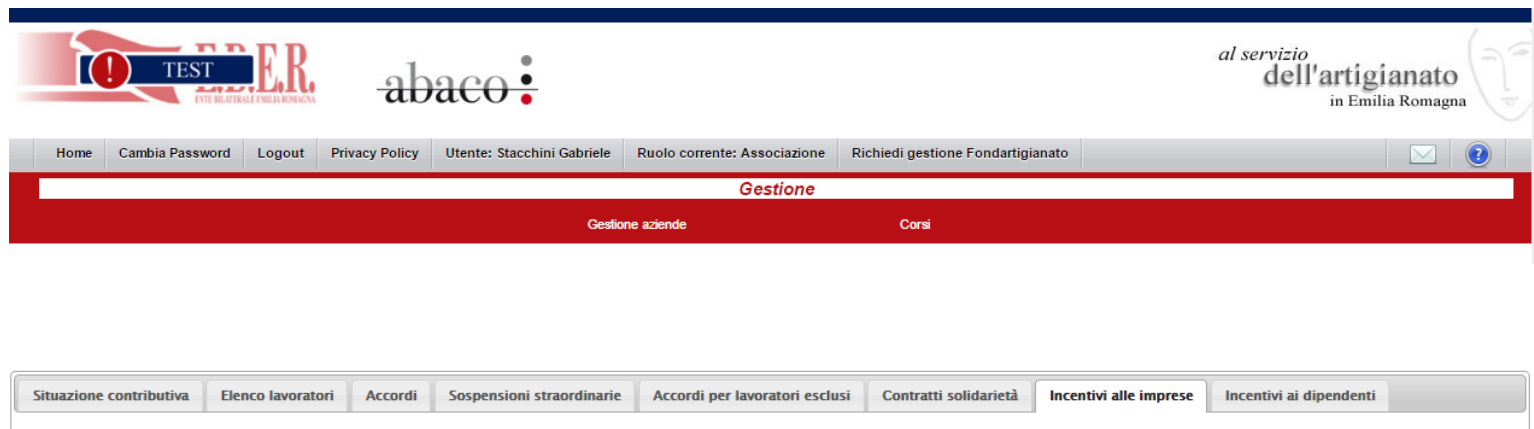 TEST
E.B.E.R.
ENTE BILATERALE EMILIA ROMAGNA
abaco
al servizio
dell'artigianato
in Emilia Romagna
Home Cambia Password Logout Privacy Policy Utente: Stacchini Gabriele Ruolo corrente: Associazione Richiedi gestione Fondartigianato
Gestione
Gestione aziende Corsi
Situazione contributiva Elenco lavoratori Accordi Sospensioni straordinarie Accordi per lavoratori esclusi Contratti solidarietà Incentivi alle imprese Incentivi ai dipendenti